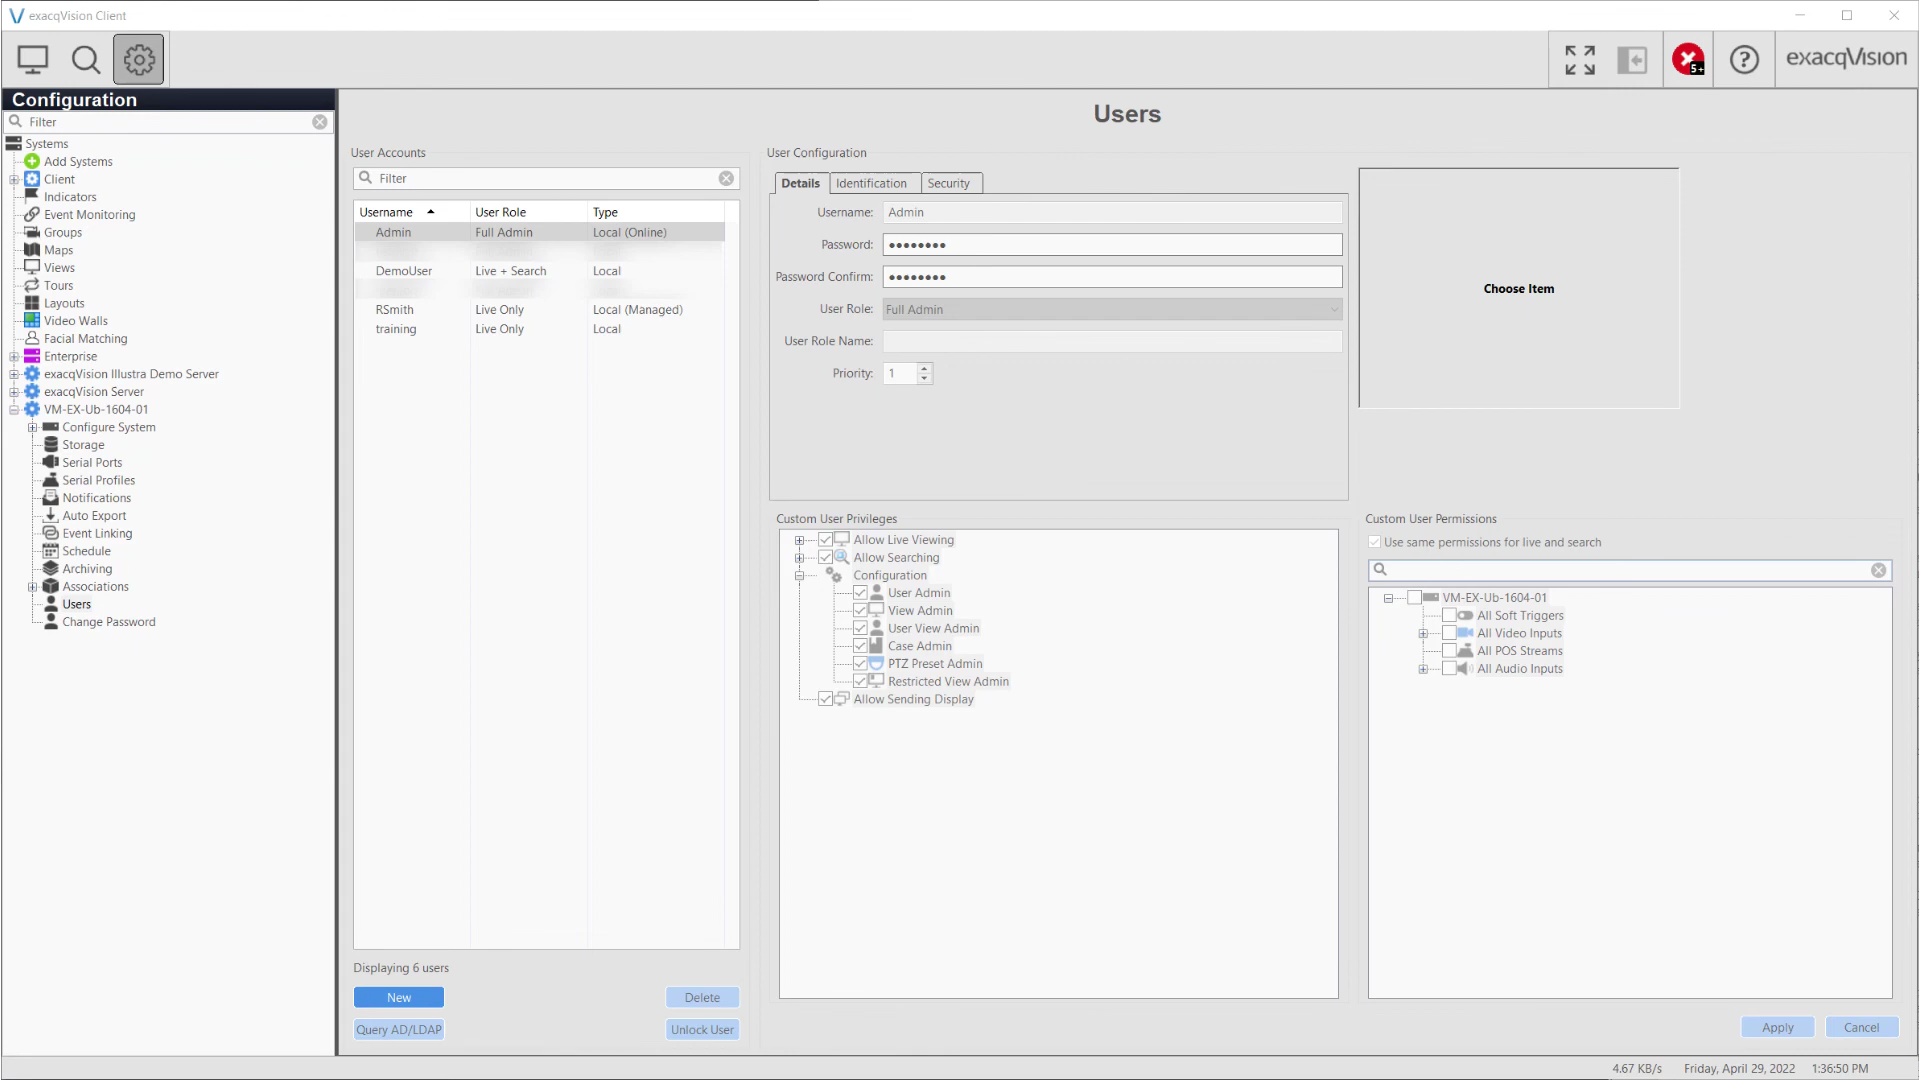 exacqVision Client
5+
exacqVision
Configuration
Filter
Systems
Add Systems
Client
Indicators
Event Monitoring
Groups
Maps
Views
Tours
Layouts
Video Walls
Facial Matching
Enterprise
exacqVision Illustra Demo Server
exacqVision Server
VM-EX-Ub-1604-01
Configure System
Storage
Serial Ports
Serial Profiles
Notifications
Auto Export
Event Linking
Schedule
Archiving
Associations
Users
Change Password
Users
User Accounts
Filter
Username User Role Type
Admin Full Admin Local (Online)
DemoUser Live + Search Local
RSmith Live Only Local (Managed)
training Live Only Local
Displaying 6 users
New Delete
Query AD/LDAP Unlock User
User Configuration
Details Identification Security
Username: Admin
Password: ●●●●●●●●
Password Confirm: ●●●●●●●●
User Role: Full Admin
User Role Name:
Priority: 1
Choose Item
Custom User Privileges
Allow Live Viewing
Allow Searching
Configuration
User Admin
View Admin
User View Admin
Case Admin
PTZ Preset Admin
Restricted View Admin
Allow Sending Display
Custom User Permissions
Use same permissions for live and search
VM-EX-Ub-1604-01
All Soft Triggers
All Video Inputs
All POS Streams
All Audio Inputs
Apply Cancel
4.67 KB/s Friday, April 29, 2022 1:36:50 PM